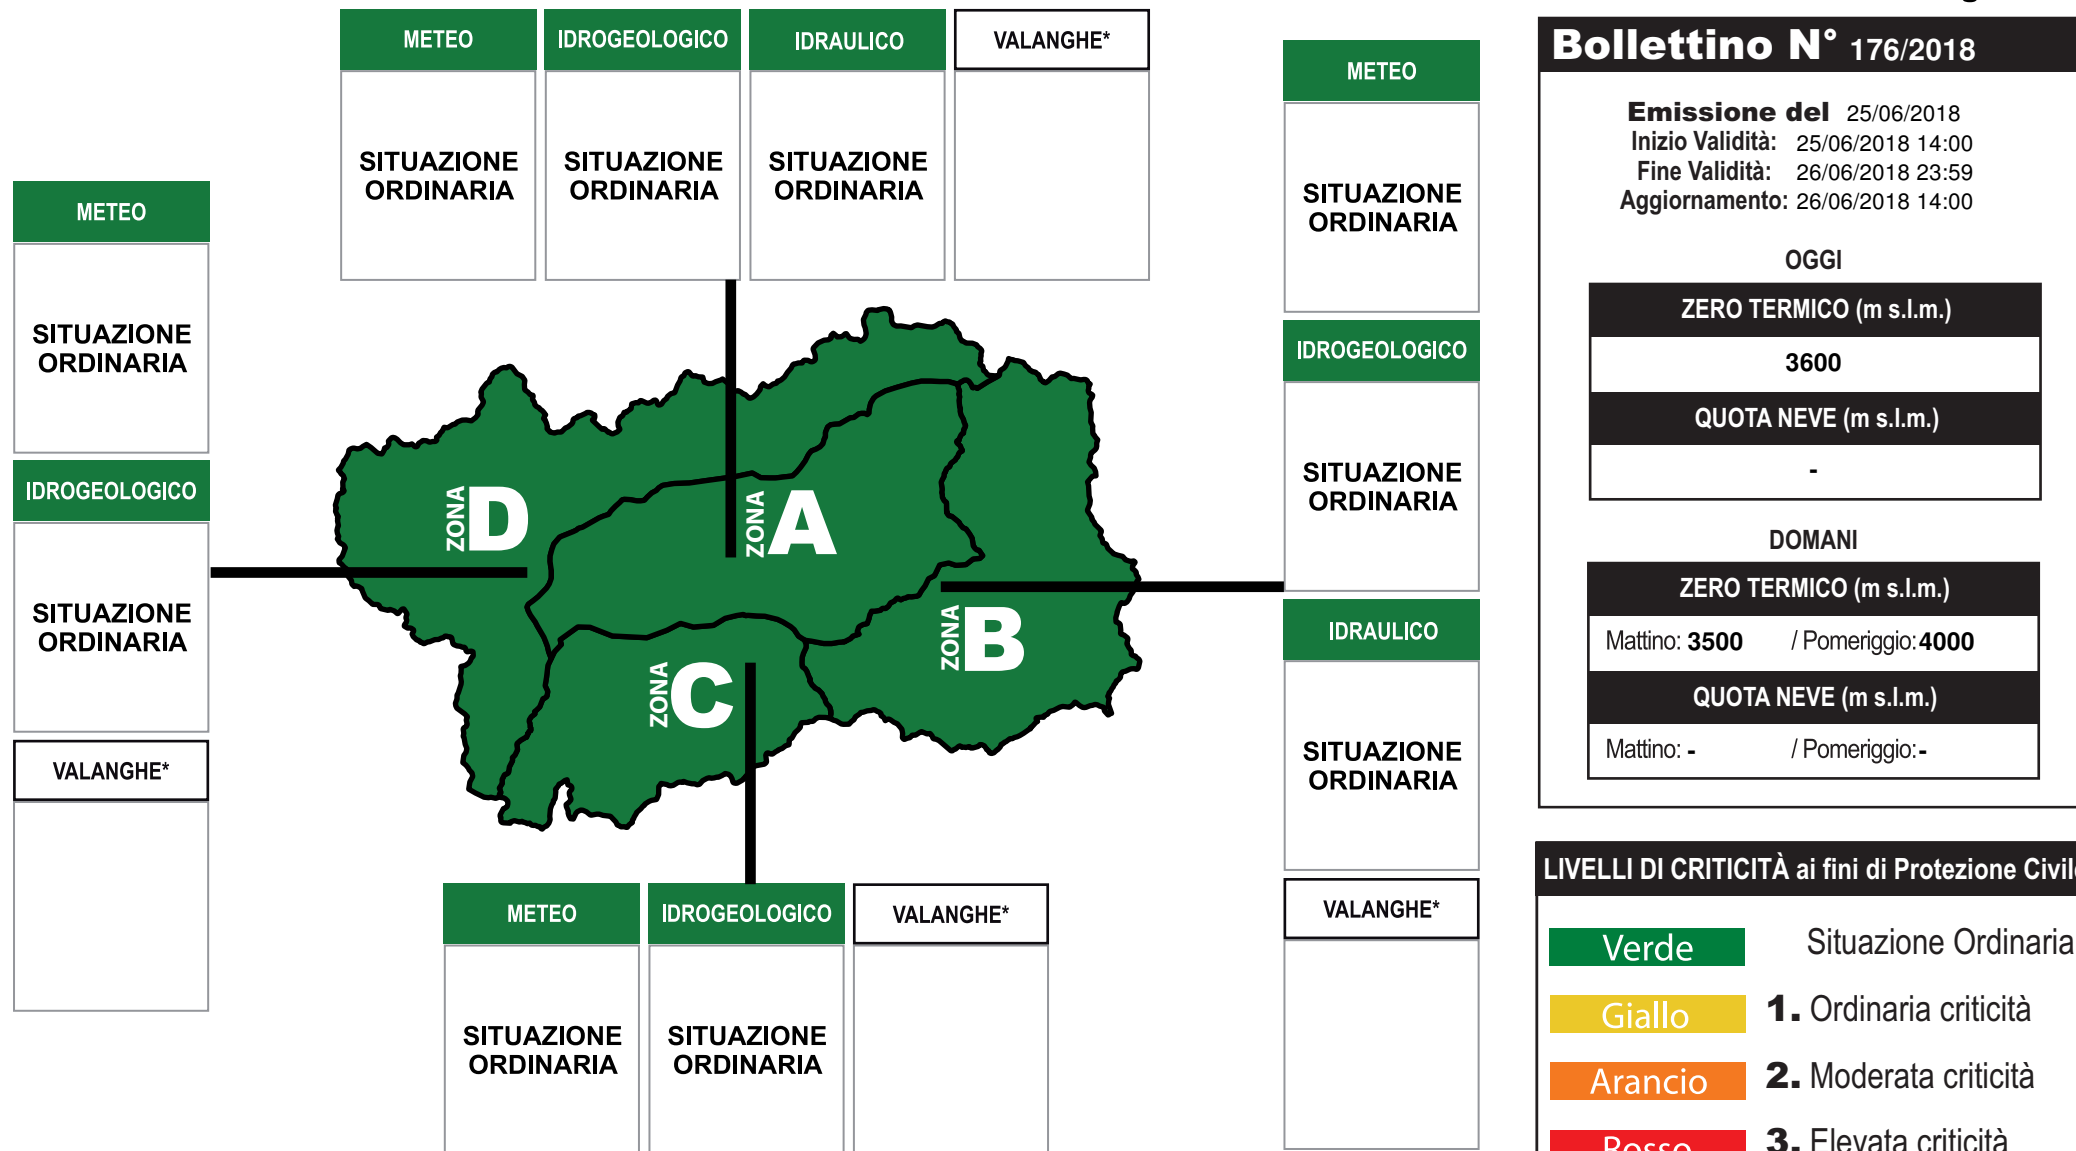 METEO
IDROGEOLOGICO
IDRAULICO
VALANGHE*
SITUAZIONE
ORDINARIA
SITUAZIONE
ORDINARIA
SITUAZIONE
ORDINARIA
METEO
SITUAZIONE
ORDINARIA
IDROGEOLOGICO
SITUAZIONE
ORDINARIA
VALANGHE*
ZONA D
ZONA A
ZONA B
ZONA C
METEO
SITUAZIONE
ORDINARIA
IDROGEOLOGICO
SITUAZIONE
ORDINARIA
IDRAULICO
SITUAZIONE
ORDINARIA
VALANGHE*
METEO
IDROGEOLOGICO
VALANGHE*
SITUAZIONE
ORDINARIA
SITUAZIONE
ORDINARIA
Bollettino N° 176/2018
Emissione del 25/06/2018
Inizio Validità: 25/06/2018 14:00
Fine Validità: 26/06/2018 23:59
Aggiornamento: 26/06/2018 14:00
OGGI
ZERO TERMICO (m s.l.m.)
3600
QUOTA NEVE (m s.l.m.)
-
DOMANI
ZERO TERMICO (m s.l.m.)
Mattino: 3500 / Pomeriggio: 4000
QUOTA NEVE (m s.l.m.)
Mattino: - / Pomeriggio: -
LIVELLI DI CRITICITÀ ai fini di Protezione Civile
Verde Situazione Ordinaria
Giallo 1. Ordinaria criticità
Arancio 2. Moderata criticità
Rosso 3. Elevata criticità